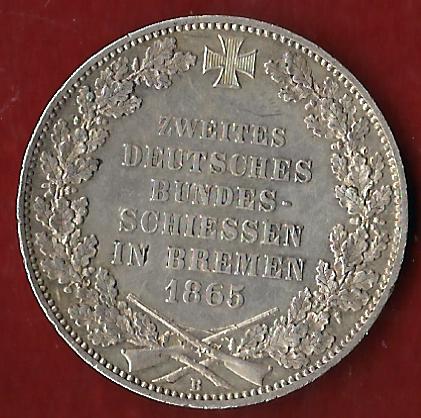 ZWEITES
DEUTSCHES
BUNDES-
SCHIESSEN
IN BREMEN
1865
B